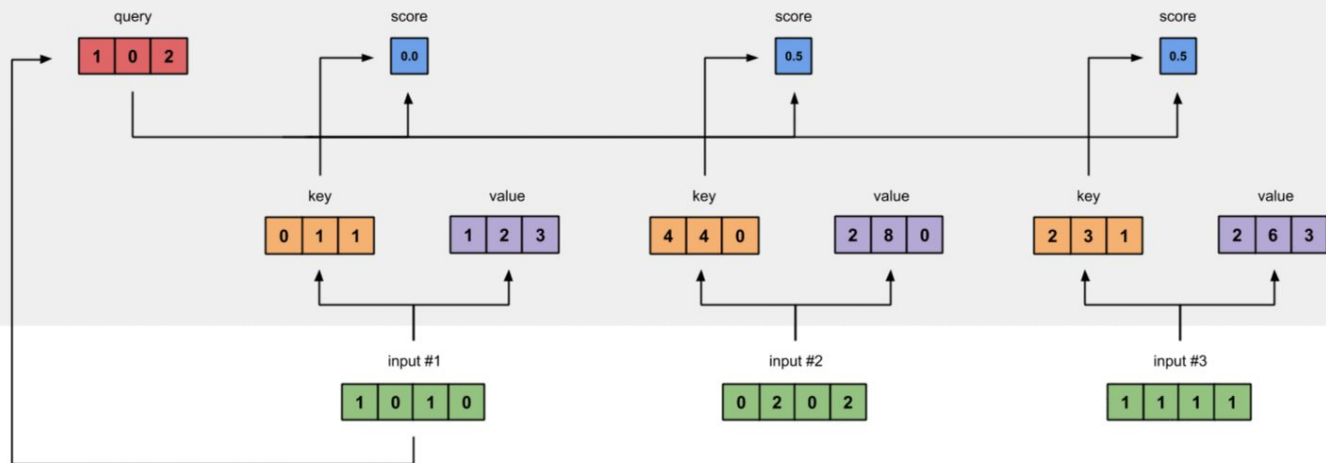 query score score score
1 0 2 0.0 0.5 0.5
key value key value key value
0 1 1 1 2 3 4 4 0 2 8 0 2 3 1 2 6 3
input #1 input #2 input #3
1 0 1 0 0 2 0 2 1 1 1 1